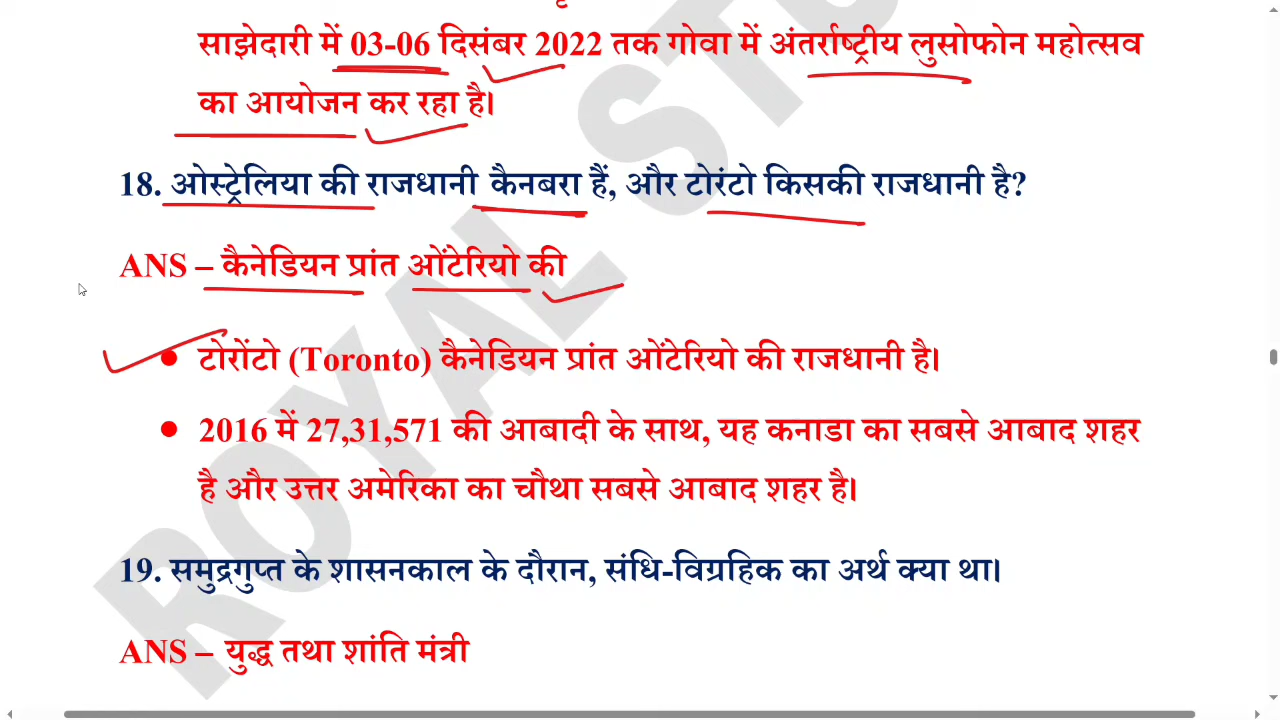 साझेदारी में 03-06 दिसंबर 2022 तक गोवा में अंतर्राष्ट्रीय लुसोफोन महोत्सव
का आयोजन कर रहा है।
18. ओस्ट्रेलिया की राजधानी कैनबरा हैं, और टोरंटो किसकी राजधानी है?
ANS – कैनेडियन प्रांत ओंटेरियो की
• टोरोंटो (Toronto) कैनेडियन प्रांत ओंटेरियो की राजधानी है।
• 2016 में 27,31,571 की आबादी के साथ, यह कनाडा का सबसे आबाद शहर
है और उत्तर अमेरिका का चौथा सबसे आबाद शहर है।
19. समुद्रगुप्त के शासनकाल के दौरान, संधि-विग्रहिक का अर्थ क्या था।
ANS – युद्ध तथा शांति मंत्री
ROYAL